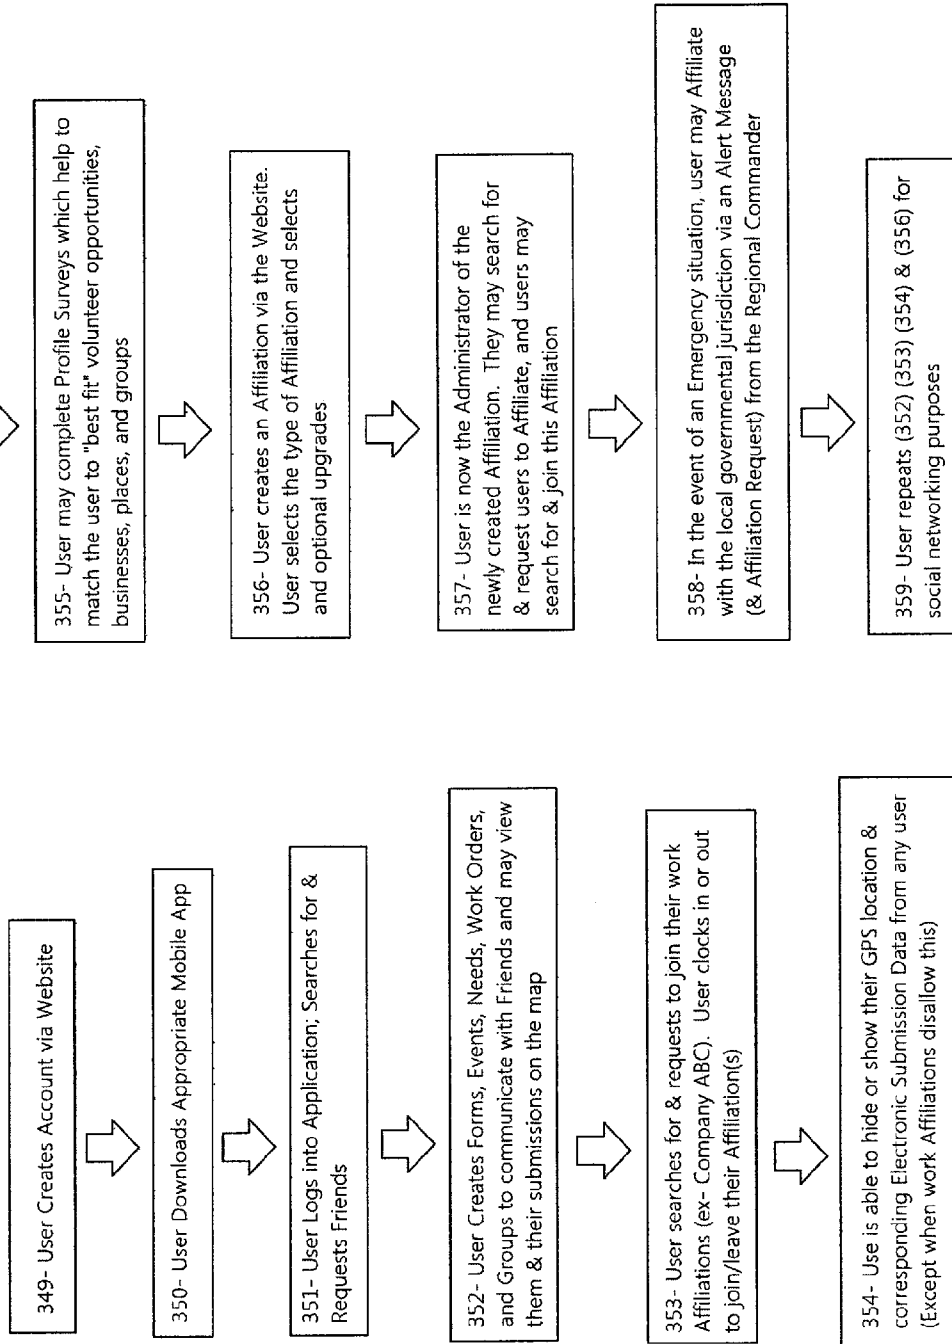 349- User Creates Account via Website
350- User Downloads Appropriate Mobile App
351- User Logs into Application; Searches for &
Requests Friends
352- User Creates Forms, Events, Needs, Work Orders,
and Groups to communicate with Friends and may view
them & their submissions on the map
353- User searches for & requests to join their work
Affiliations (ex- Company ABC).  User clocks in or out
to join/leave their Affiliation(s)
354- Use is able to hide or show their GPS location &
corresponding Electronic Submission Data from any user
(Except when work Affiliations disallow this)
355- User may complete Profile Surveys which help to
match the user to "best fit" volunteer opportunities,
businesses, places, and groups
356- User creates an Affiliation via the Website.
User selects the type of Affiliation and selects
and optional upgrades
357- User is now the Administrator of the
newly created Affiliation.  They may search for
& request users to Affiliate, and users may
search for & join this Affiliation
358- In the event of an Emergency situation, user may Affiliate
with the local governmental jurisdiction via an Alert Message
(& Affiliation Request) from the Regional Commander
359- User repeats (352) (353) (354) & (356) for
social networking purposes